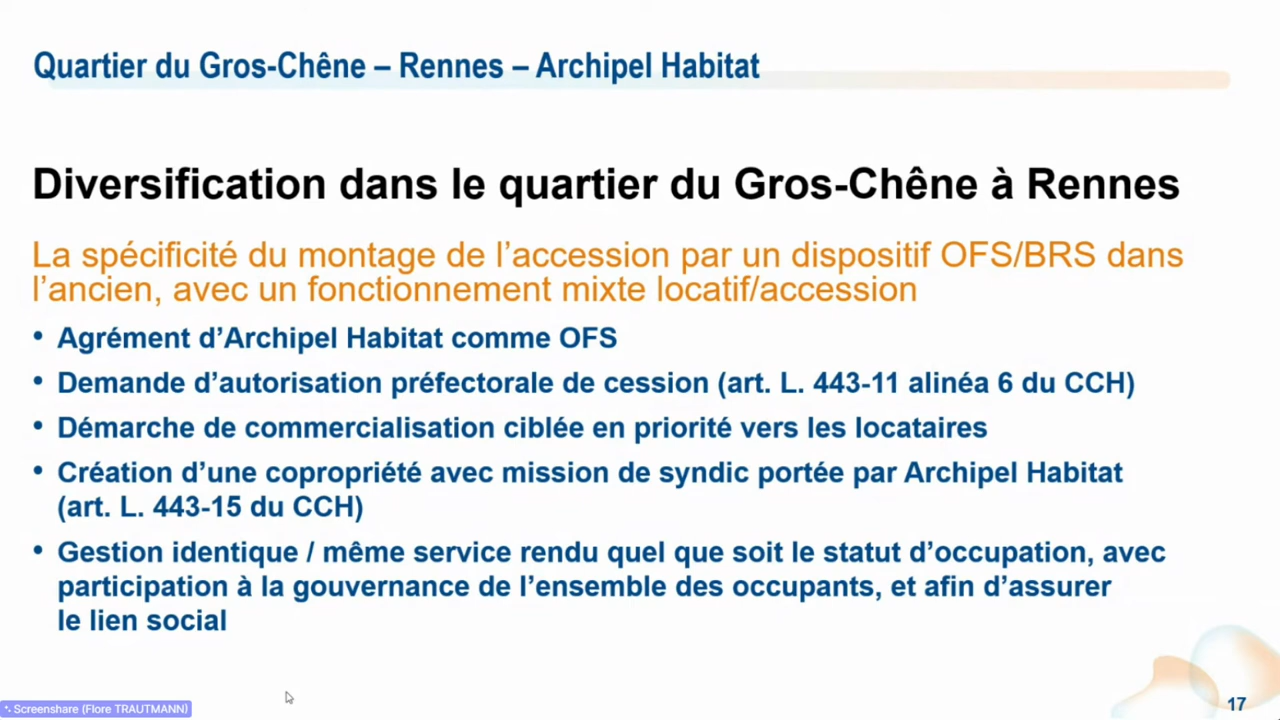 Quartier du Gros-Chêne – Rennes – Archipel Habitat
Diversification dans le quartier du Gros-Chêne à Rennes
La spécificité du montage de l’accession par un dispositif OFS/BRS dans
l’ancien, avec un fonctionnement mixte locatif/accession
• Agrément d’Archipel Habitat comme OFS
• Demande d’autorisation préfectorale de cession (art. L. 443-11 alinéa 6 du CCH)
• Démarche de commercialisation ciblée en priorité vers les locataires
• Création d’une copropriété avec mission de syndic portée par Archipel Habitat
(art. L. 443-15 du CCH)
• Gestion identique / même service rendu quel que soit le statut d’occupation, avec
participation à la gouvernance de l’ensemble des occupants, et afin d’assurer
le lien social
Screenshare (Flore TRAUTMANN)
17